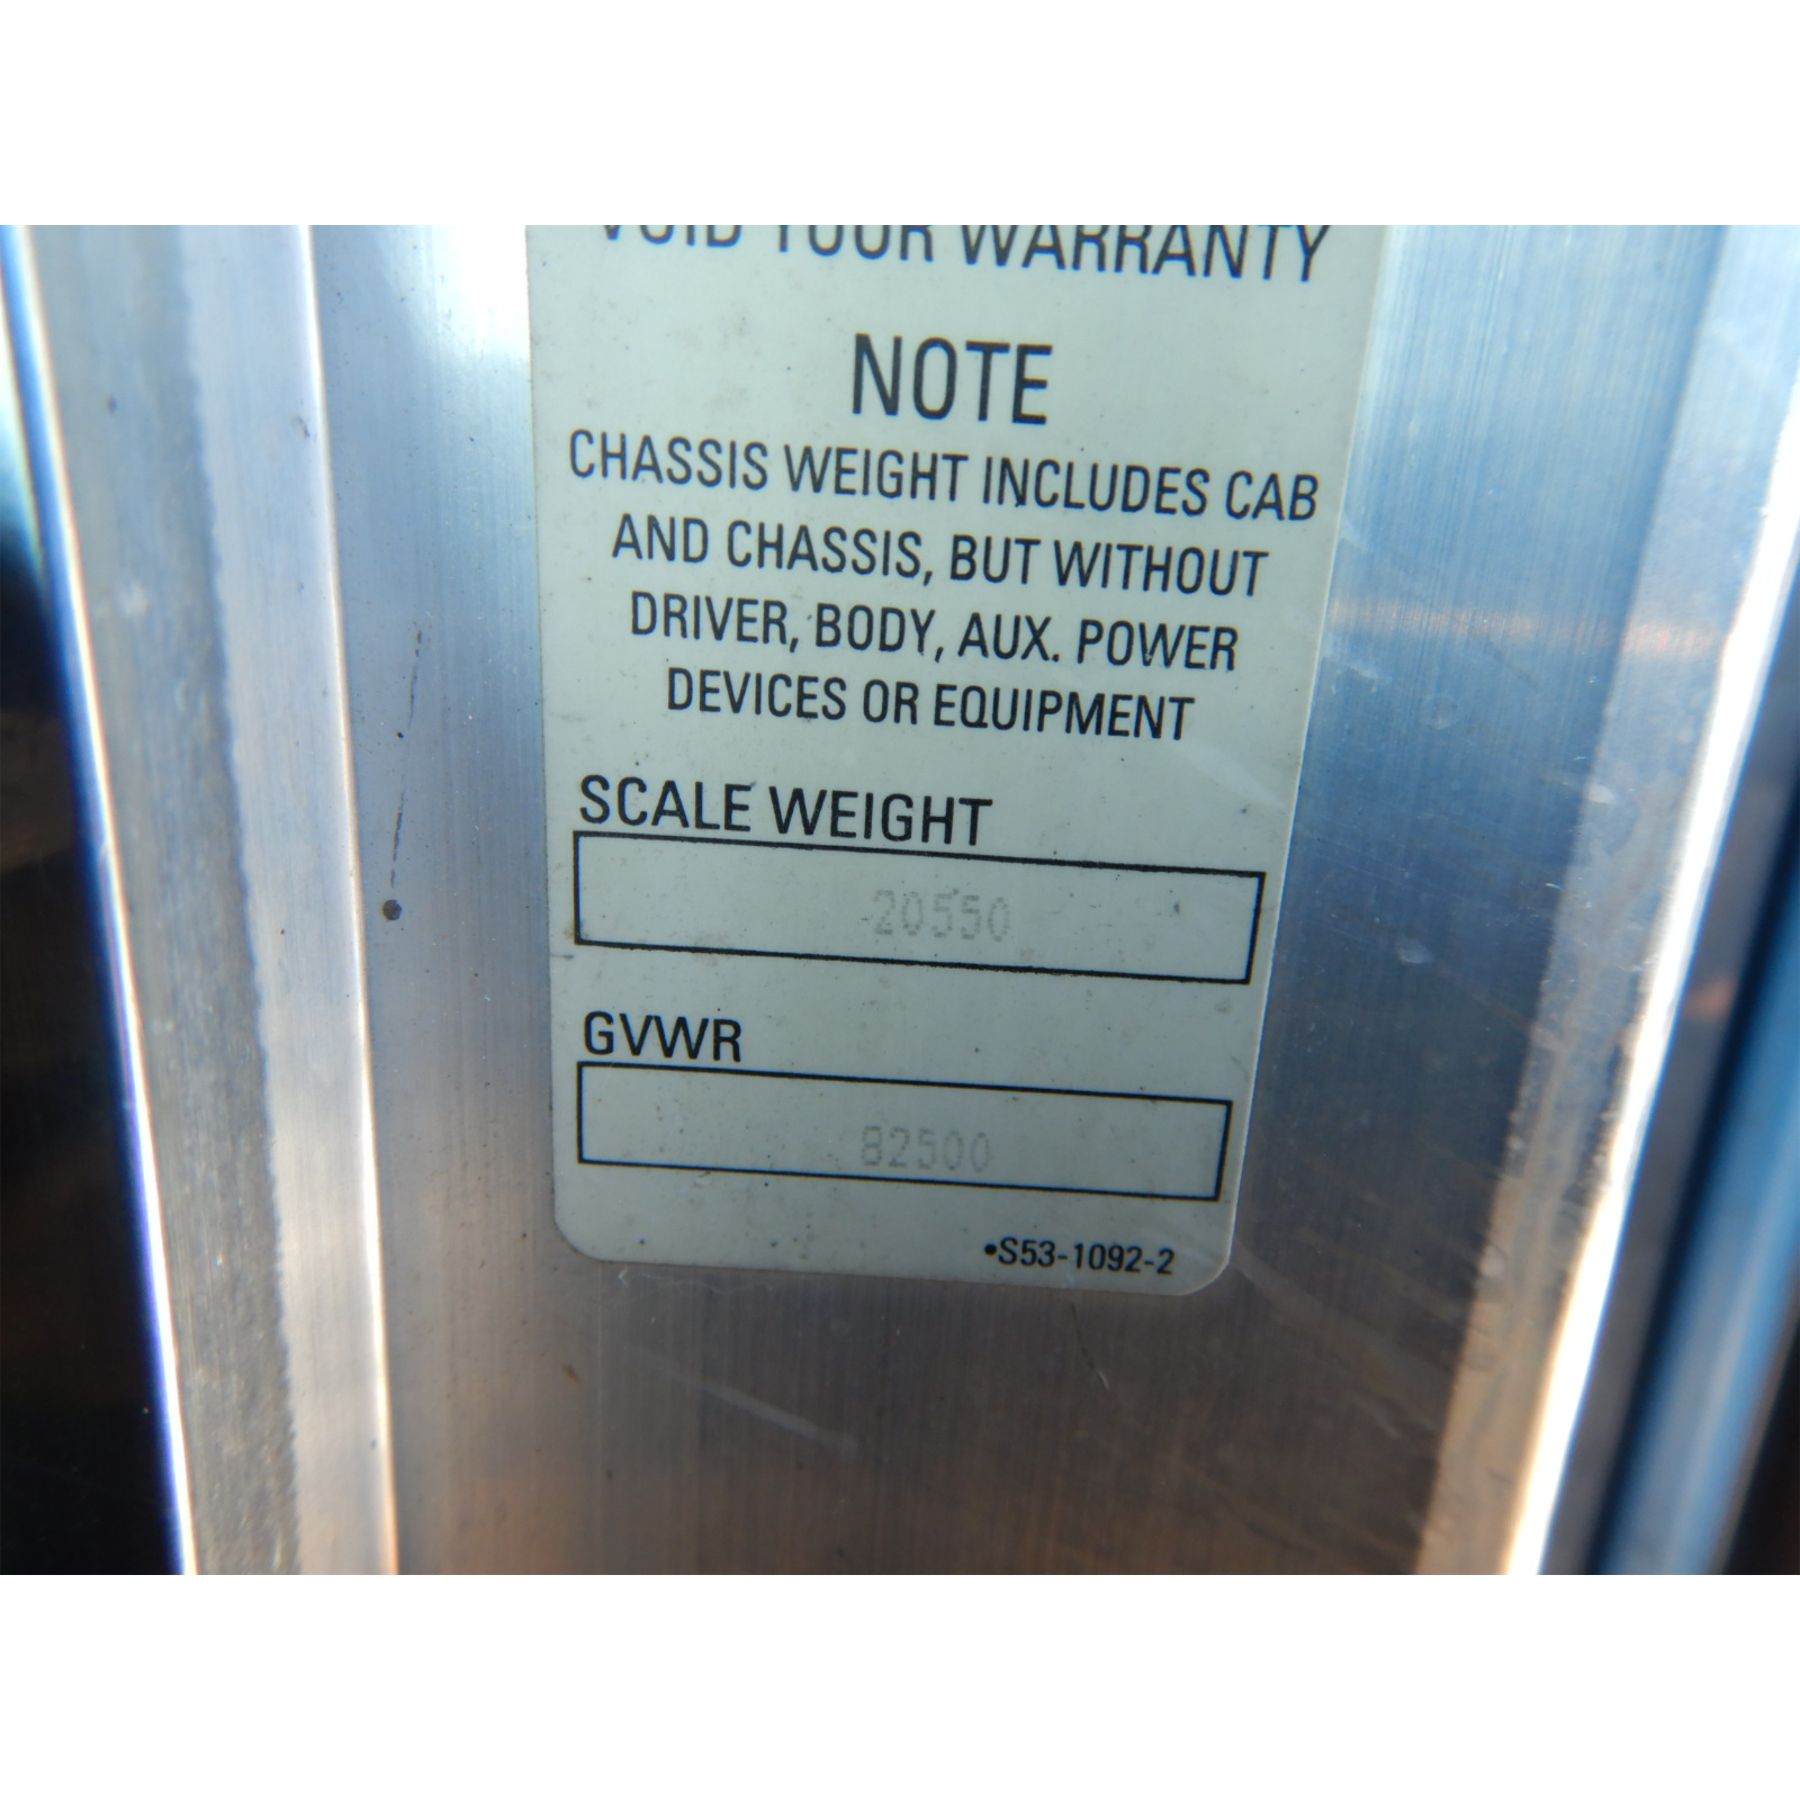 VOID YOUR WARRANTY
NOTE
CHASSIS WEIGHT INCLUDES CAB
AND CHASSIS, BUT WITHOUT
DRIVER, BODY, AUX. POWER
DEVICES OR EQUIPMENT
SCALE WEIGHT
20550
GVWR
82500
•S53-1092-2